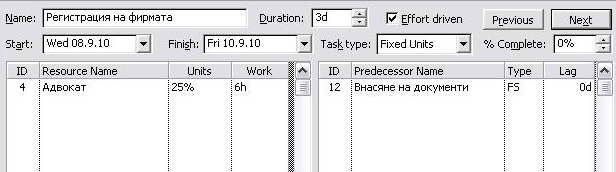 Name: Регистрация на фирмата Duration: 3d Effort driven Previous Next
Start: Wed 08.9.10 Finish: Fri 10.9.10 Task type: Fixed Units % Complete: 0%
ID Resource Name Units Work ID Predecessor Name Type Lag
4 Адвокат 25% 6h 12 Внасяне на документи FS 0d